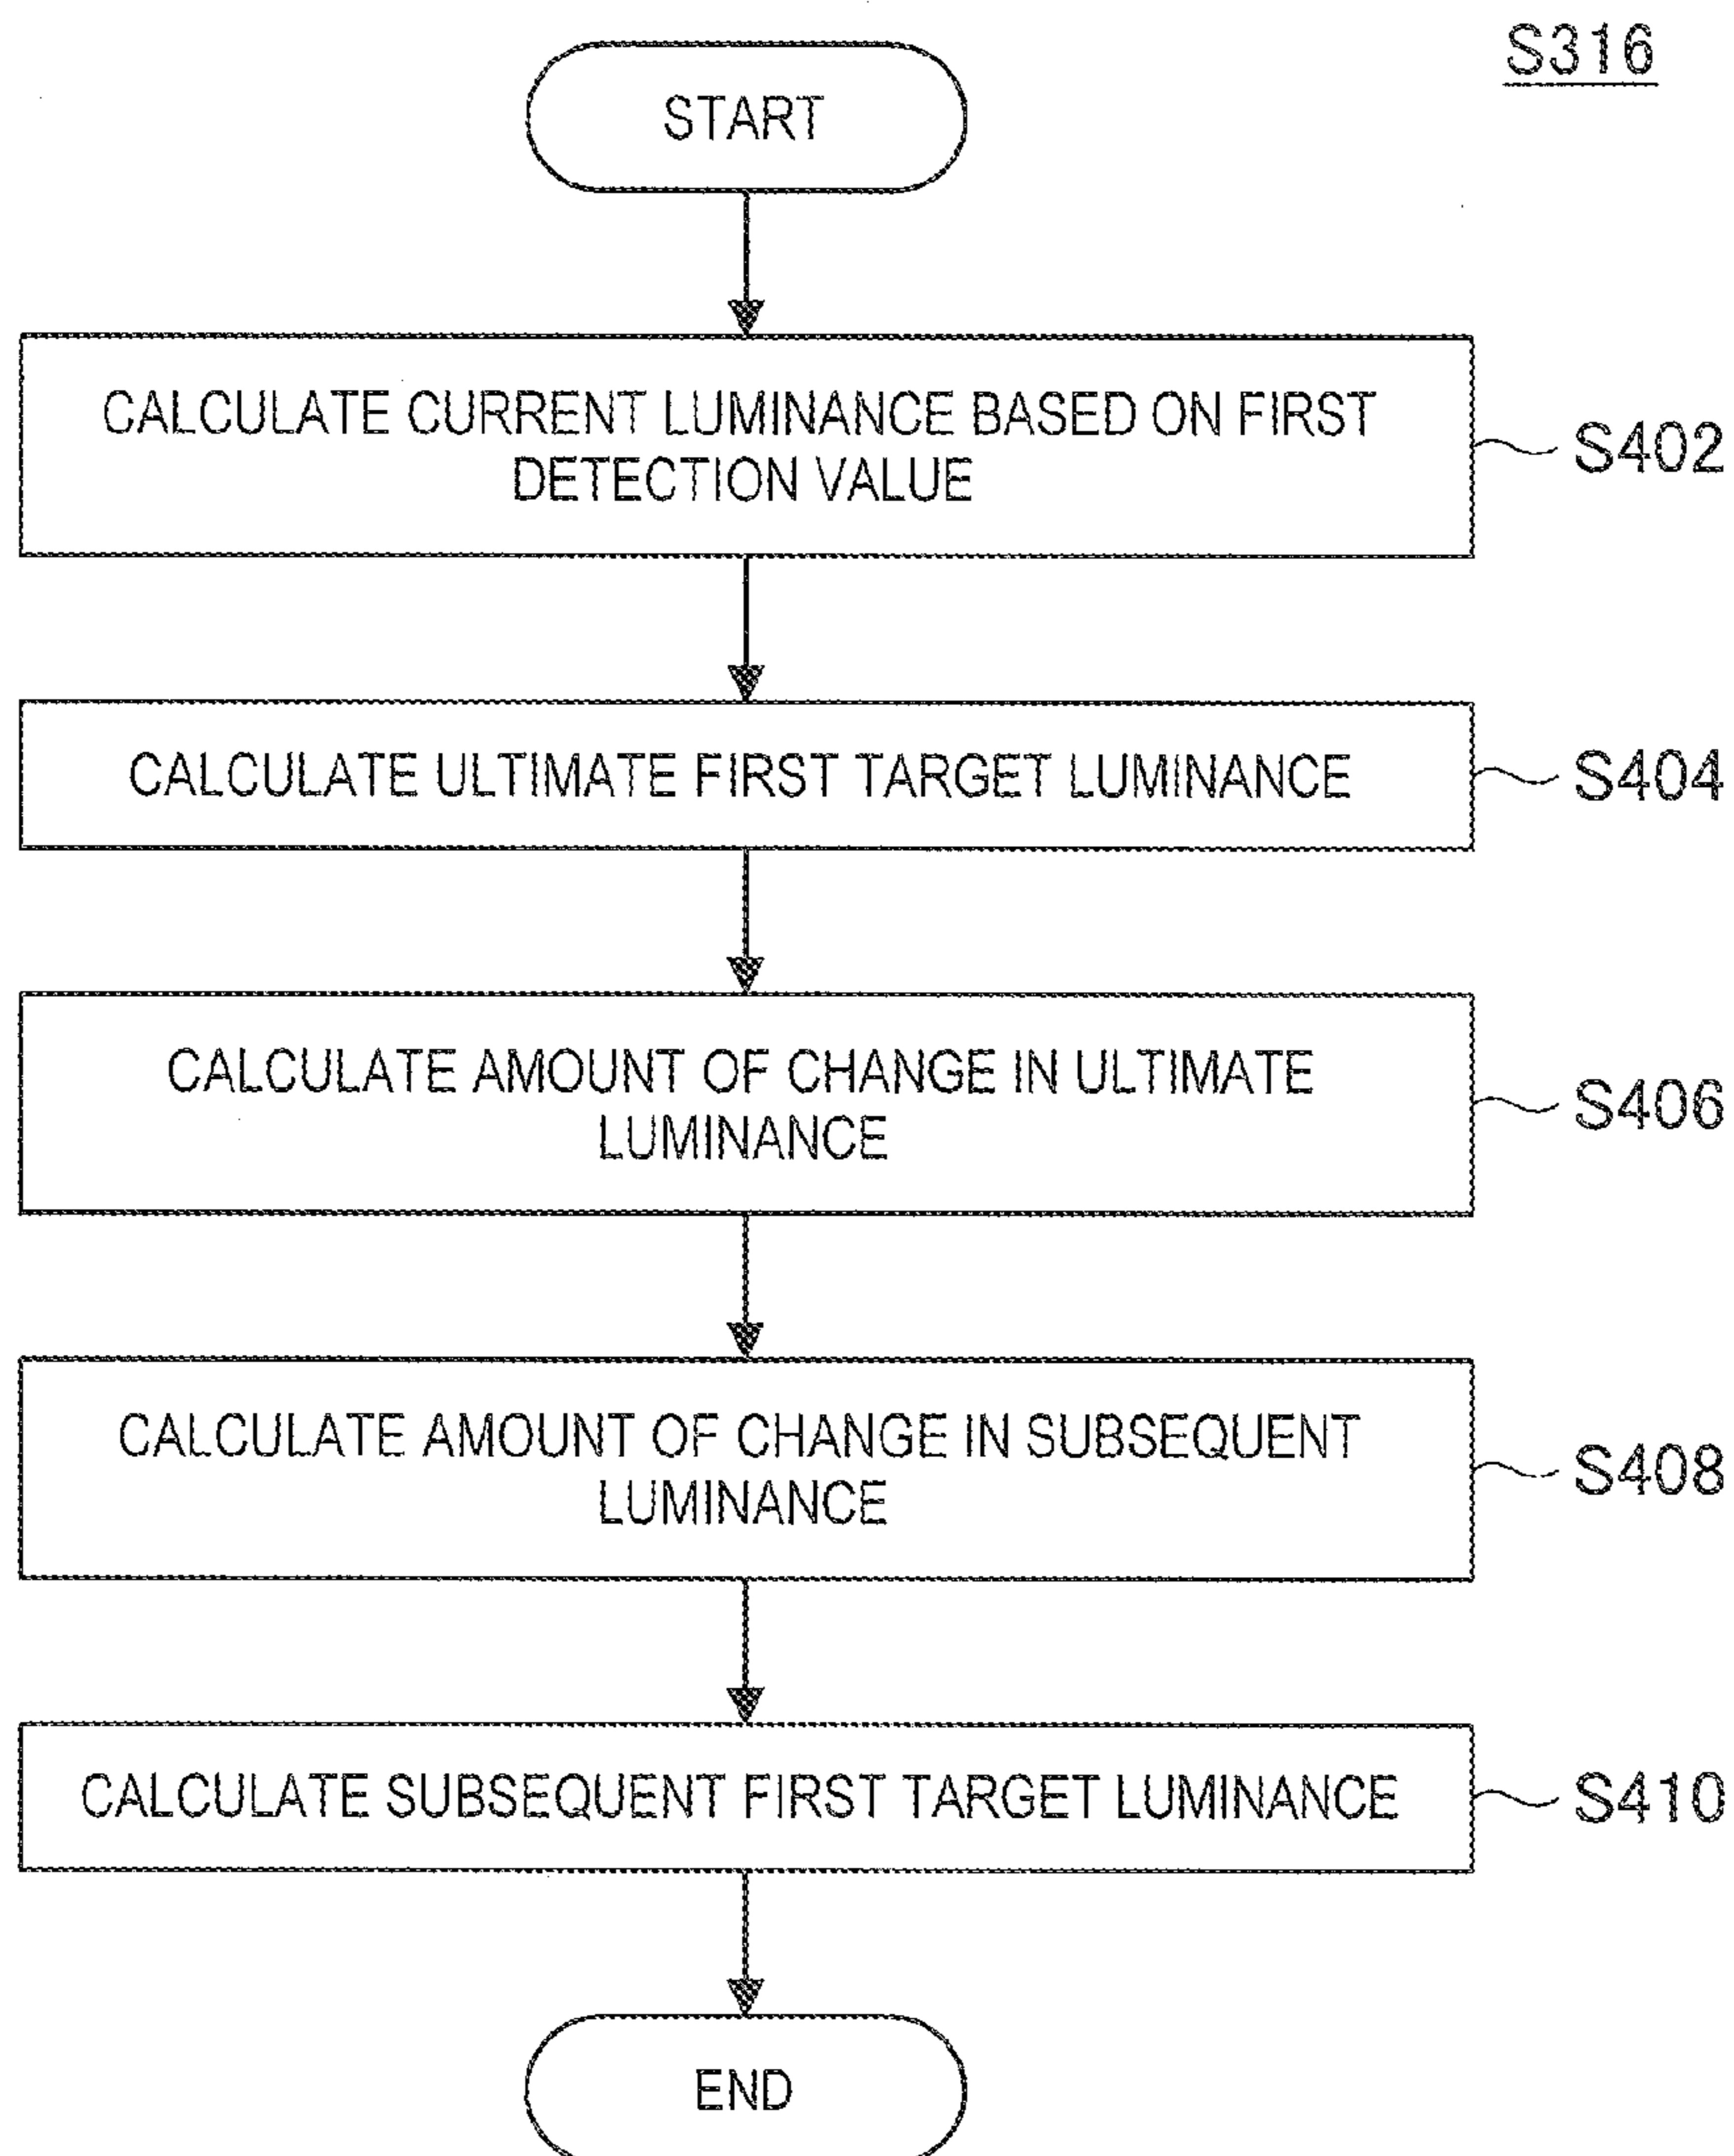 S316
START
CALCULATE CURRENT LUMINANCE BASED ON FIRST
DETECTION VALUE
S402
CALCULATE ULTIMATE FIRST TARGET LUMINANCE
S404
CALCULATE AMOUNT OF CHANGE IN ULTIMATE
LUMINANCE
S406
CALCULATE AMOUNT OF CHANGE IN SUBSEQUENT
LUMINANCE
S408
CALCULATE SUBSEQUENT FIRST TARGET LUMINANCE
S410
END